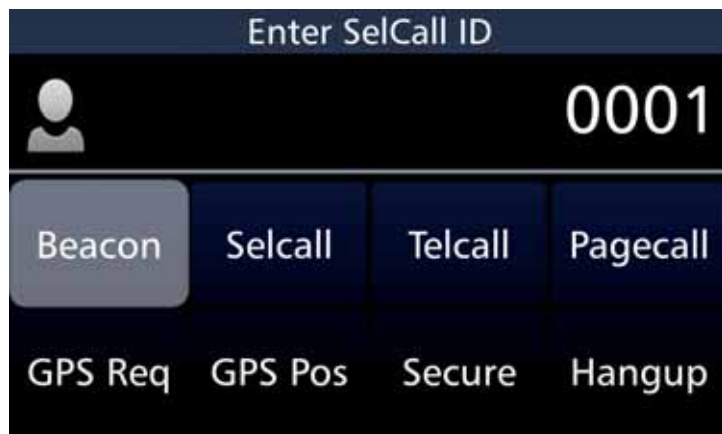 Enter SelCall ID
0001
Beacon Selcall Telcall Pagecall
GPS Req GPS Pos Secure Hangup